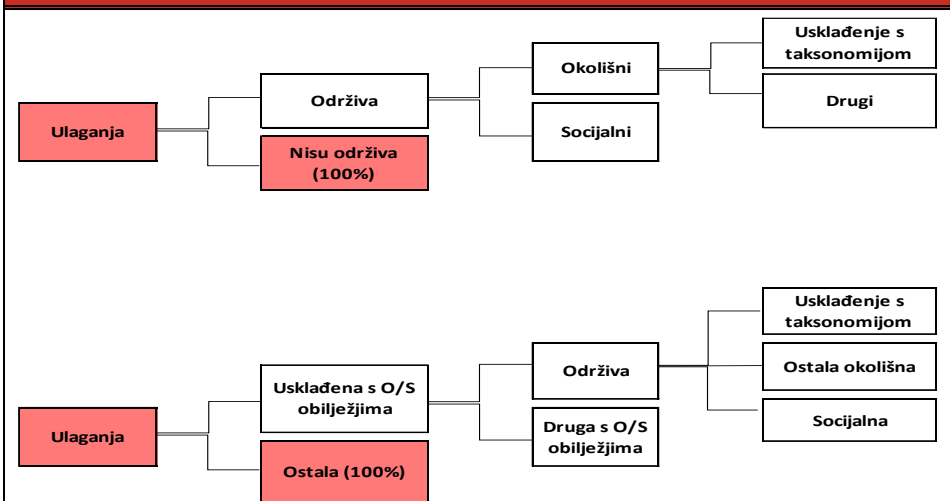 Ulaganja
Održiva
Nisu održiva
(100%)
Okolišni
Socijalni
Usklađenje s
taksonomijom
Drugi
Ulaganja
Usklađena s O/S
obilježjima
Ostala (100%)
Održiva
Druga s O/S
obilježjima
Usklađenje s
taksonomijom
Ostala okolišna
Socijalna